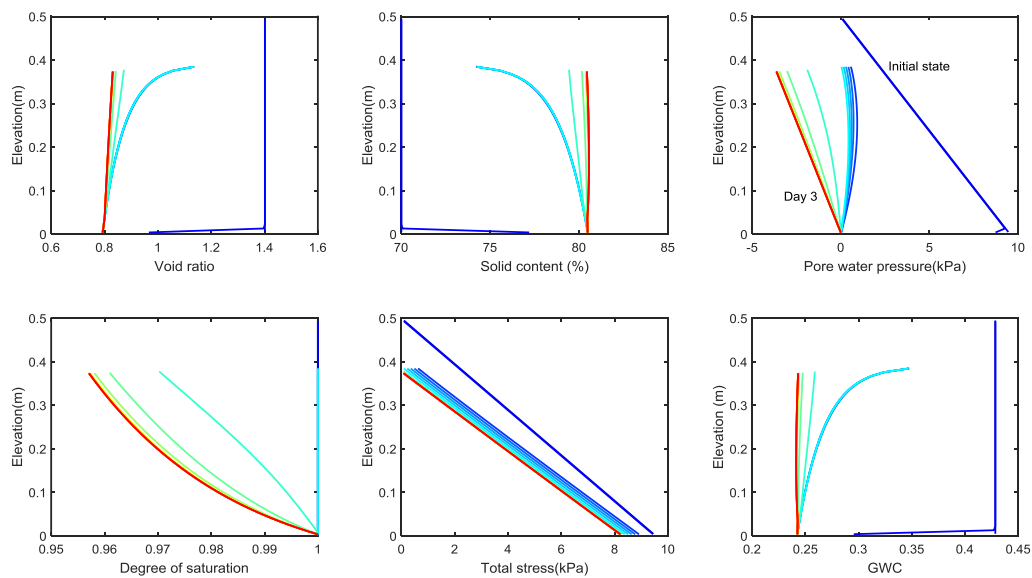 0.5 0.5 0.5
0.4 0.4 0.4
Initial state
0.3 0.3 0.3
Elevation(m) Elevation(m) Elevation(m)
0.2 0.2 0.2
0.1 0.1 Day 3 0.1
0 0 0
0.6 0.8 1 1.2 1.4 1.6 70 75 80 85 -5 0 5 10
Void ratio Solid content (%) Pore water pressure(kPa)
0.5 0.5 0.5
0.4 0.4 0.4
0.3 0.3 0.3
Elevation(m) Elevation(m) Elevation (m)
0.2 0.2 0.2
0.1 0.1 0.1
0 0 0
0.95 0.96 0.97 0.98 0.99 1 0 2 4 6 8 10 0.2 0.25 0.3 0.35 0.4 0.45
Degree of saturation Total stress(kPa) GWC